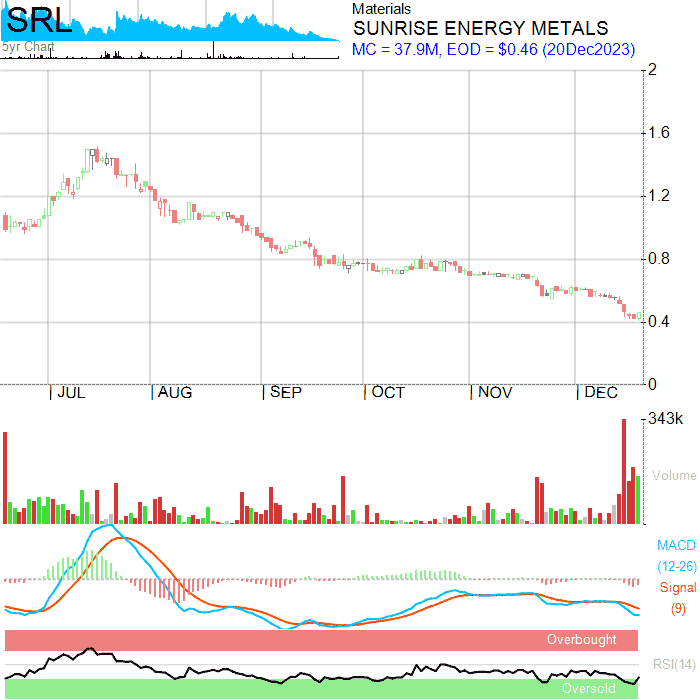 SRL
5yr Chart
Materials
SUNRISE ENERGY METALS
MC = 37.9M, EOD = $0.46 (20Dec2023)
2
1.6
1.2
0.8
0.4
0
JUL AUG SEP OCT NOV DEC
343k
Volume
MACD
(12-26)
Signal
(9)
Overbought
RSI(14)
Oversold